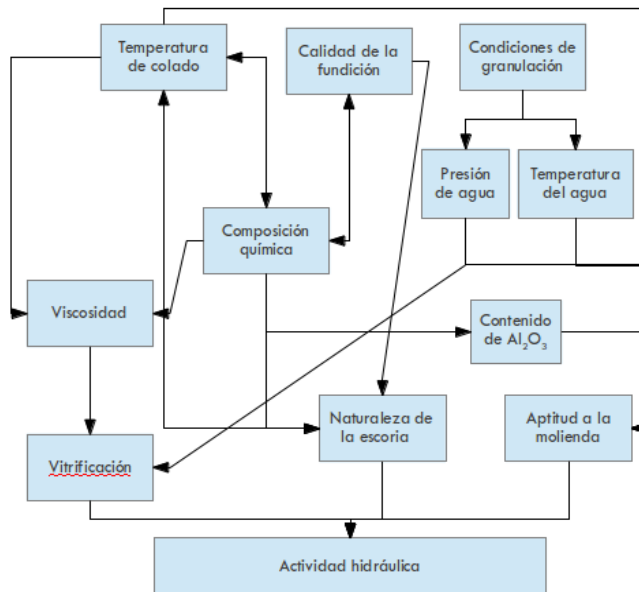 Temperatura
de colado
Calidad de la
fundición
Condiciones de
granulación
Presión
de agua
Temperatura
del agua
Composición
química
Viscosidad
Contenido
de Al₂O₃
Naturaleza de
la escoria
Aptitud a la
molienda
Vitrificación
Actividad hidráulica